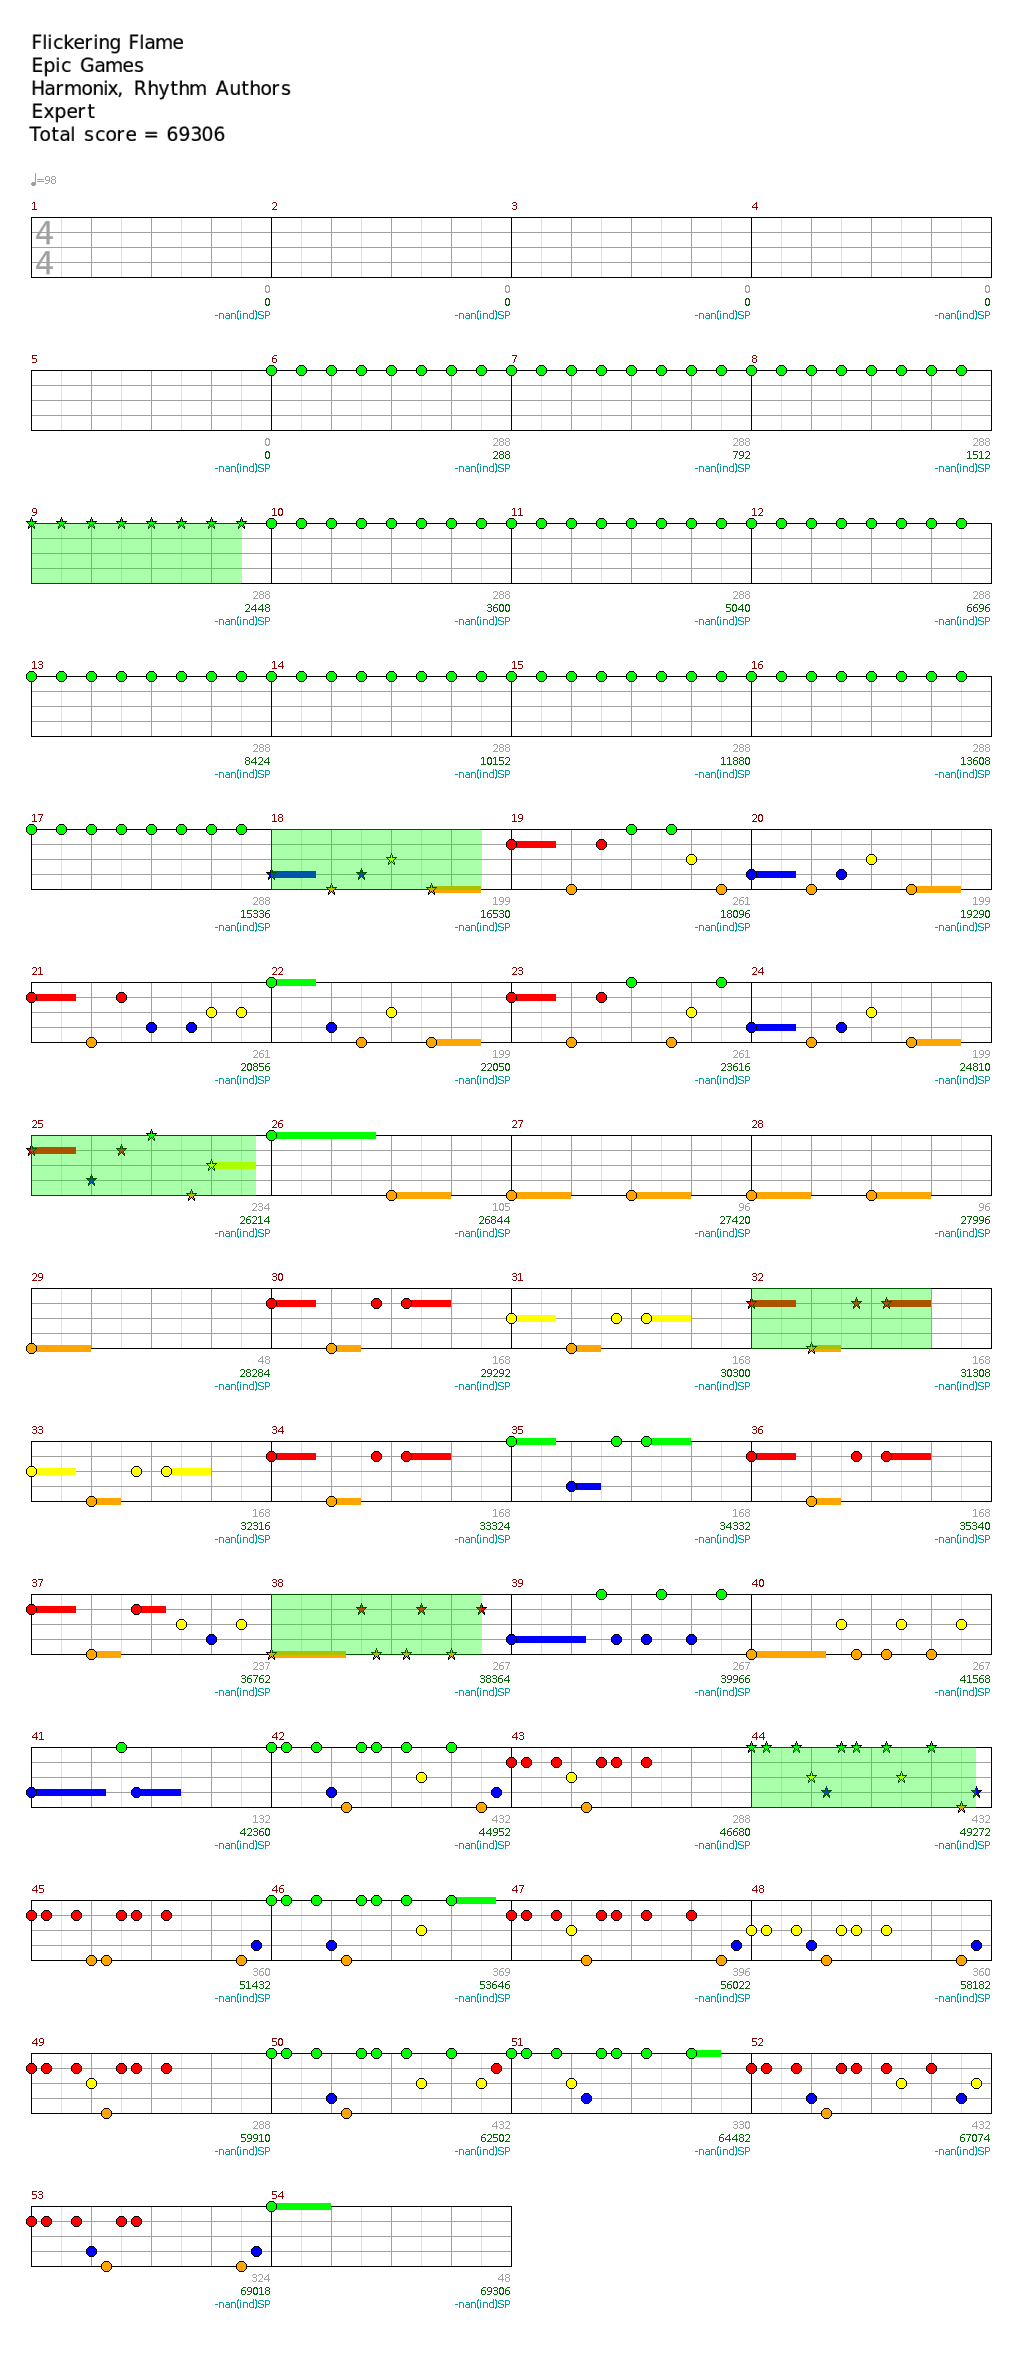 Flickering Flame
Epic Games
Harmonix, Rhythm Authors
Expert
Total score = 69306
♩=98
1 2 3 4
4
4
0 0 0 0
0 0 0 0
-nan(ind)SP -nan(ind)SP -nan(ind)SP -nan(ind)SP
5 6 7 8
0 288 288 288
0 288 792 1512
-nan(ind)SP -nan(ind)SP -nan(ind)SP -nan(ind)SP
9 10 11 12
288 288 288 288
2448 3600 5040 6696
-nan(ind)SP -nan(ind)SP -nan(ind)SP -nan(ind)SP
13 14 15 16
288 288 288 288
8424 10152 11880 13608
-nan(ind)SP -nan(ind)SP -nan(ind)SP -nan(ind)SP
17 18 19 20
288 199 261 199
15336 16530 18096 19290
-nan(ind)SP -nan(ind)SP -nan(ind)SP -nan(ind)SP
21 22 23 24
261 199 261 199
20856 22050 23616 24810
-nan(ind)SP -nan(ind)SP -nan(ind)SP -nan(ind)SP
25 26 27 28
234 105 96 96
26214 26844 27420 27996
-nan(ind)SP -nan(ind)SP -nan(ind)SP -nan(ind)SP
29 30 31 32
48 168 168 168
28284 29292 30300 31308
-nan(ind)SP -nan(ind)SP -nan(ind)SP -nan(ind)SP
33 34 35 36
168 168 168 168
32316 33324 34332 35340
-nan(ind)SP -nan(ind)SP -nan(ind)SP -nan(ind)SP
37 38 39 40
237 267 267 267
36762 38364 39966 41568
-nan(ind)SP -nan(ind)SP -nan(ind)SP -nan(ind)SP
41 42 43 44
132 432 288 432
42360 44952 46680 49272
-nan(ind)SP -nan(ind)SP -nan(ind)SP -nan(ind)SP
45 46 47 48
360 369 396 360
51432 53646 56022 58182
-nan(ind)SP -nan(ind)SP -nan(ind)SP -nan(ind)SP
49 50 51 52
288 432 330 432
59910 62502 64482 67074
-nan(ind)SP -nan(ind)SP -nan(ind)SP -nan(ind)SP
53 54
324 48
69018 69306
-nan(ind)SP -nan(ind)SP